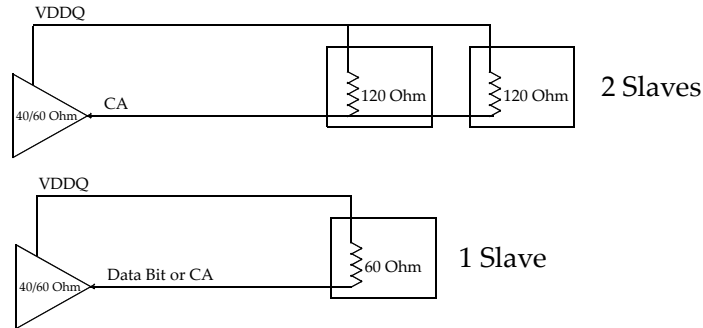 VDDQ
40/60 Ohm
CA
120 Ohm
120 Ohm
2 Slaves
VDDQ
40/60 Ohm
Data Bit or CA
60 Ohm
1 Slave